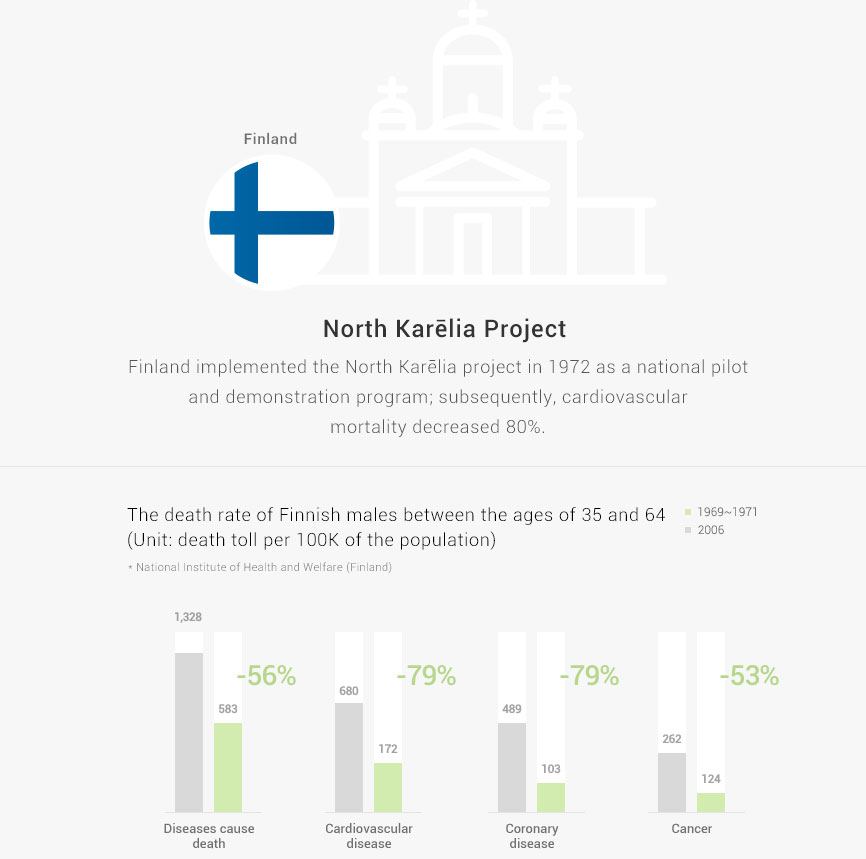 Finland
North Karēlia Project
Finland implemented the North Karēlia project in 1972 as a national pilot
and demonstration program; subsequently, cardiovascular
mortality decreased 80%.
The death rate of Finnish males between the ages of 35 and 64
(Unit: death toll per 100K of the population)
* National Institute of Health and Welfare (Finland)
1969~1971
2006
1,328
583
-56%
Diseases cause
death
680
172
-79%
Cardiovascular
disease
489
103
-79%
Coronary
disease
262
124
-53%
Cancer